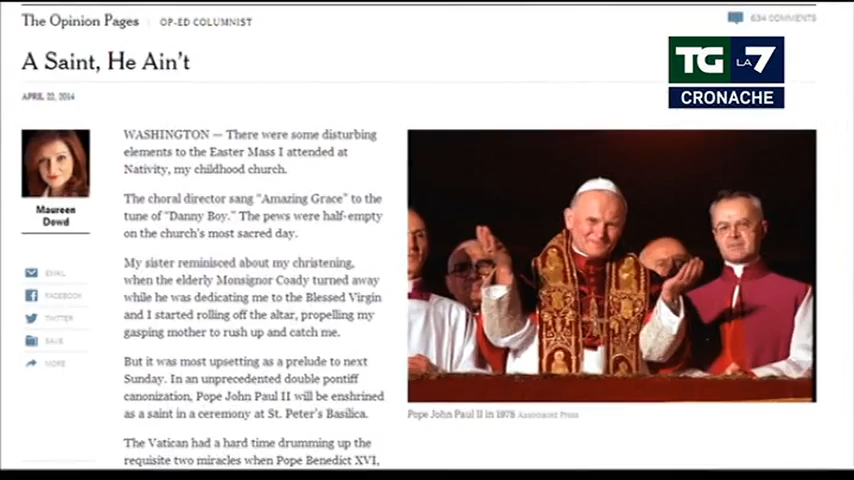 The Opinion Pages | OP-ED COLUMNIST
634 COMMENTS
A Saint, He Ain't
APRIL 22, 2014
TG LA 7
CRONACHE
Maureen
Dowd
EMAIL
FACEBOOK
TWITTER
SAVE
MORE
WASHINGTON — There were some disturbing
elements to the Easter Mass I attended at
Nativity, my childhood church.
The choral director sang "Amazing Grace" to the
tune of "Danny Boy." The pews were half-empty
on the church's most sacred day.
My sister reminisced about my christening,
when the elderly Monsignor Coady turned away
while he was dedicating me to the Blessed Virgin
and I started rolling off the altar, propelling my
gasping mother to rush up and catch me.
But it was most upsetting as a prelude to next
Sunday. In an unprecedented double pontiff
canonization, Pope John Paul II will be enshrined
as a saint in a ceremony at St. Peter's Basilica.
The Vatican had a hard time drumming up the
requisite two miracles when Pope Benedict XVI,
Pope John Paul II in 1978 Associated Press